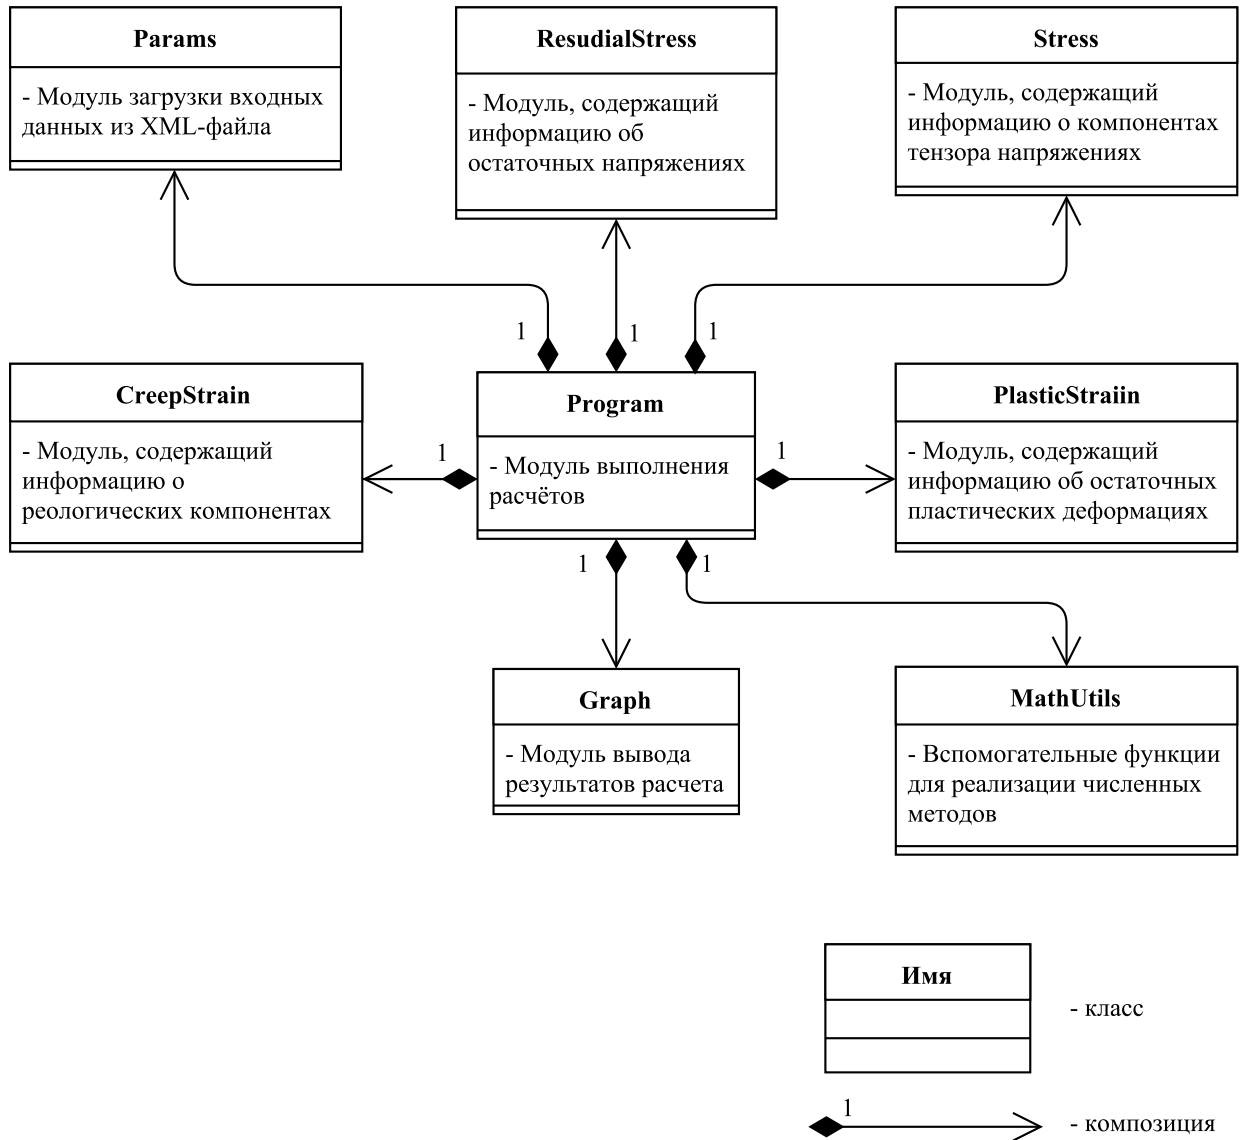 Params
- Модуль загрузки входных
данных из XML-файла
ResudialStress
- Модуль, содержащий
информацию об
остаточных напряжениях
Stress
- Модуль, содержащий
информацию о компонентах
тензора напряжениях
1
1
1
CreepStrain
- Модуль, содержащий
информацию о
реологических компонентах
1
Program
- Модуль выполнения
расчётов
1
PlasticStraiin
- Модуль, содержащий
информацию об остаточных
пластических деформациях
1
1
Graph
- Модуль вывода
результатов расчета
MathUtils
- Вспомогательные функции
для реализации численных
методов
Имя
- класс
1
- композиция